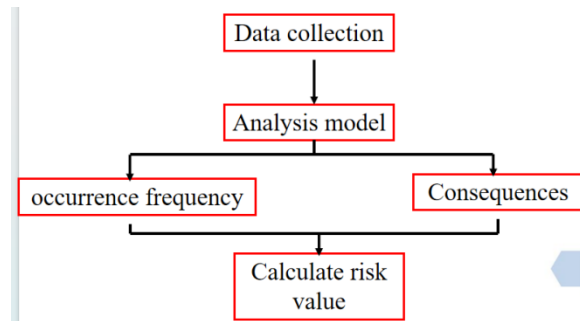 Data collection
Analysis model
occurrence frequency
Consequences
Calculate risk
value